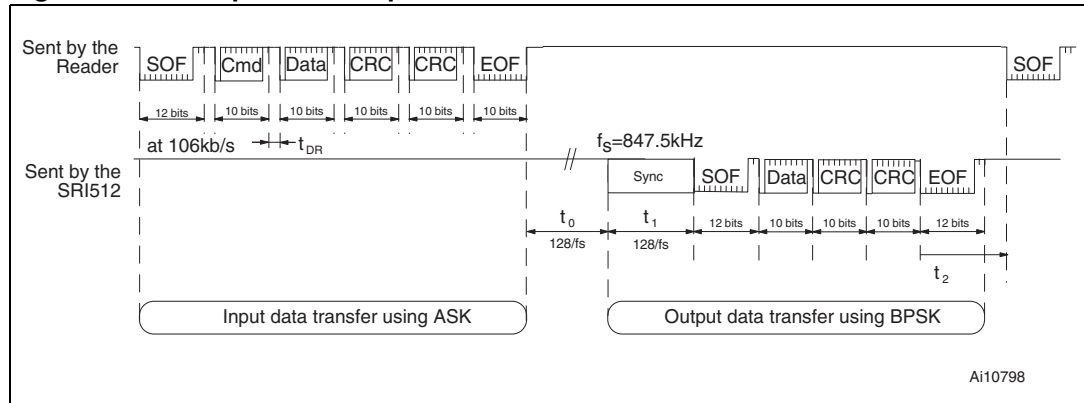 Sent by the
Reader
SOF Cmd Data CRC CRC EOF SOF
12 bits 10 bits 10 bits 10 bits 10 bits 10 bits
at 106kb/s tDR fs=847.5kHz
Sent by the
SRI512
Sync SOF Data CRC CRC EOF
t0 t1 12 bits 10 bits 10 bits 10 bits 12 bits
128/fs 128/fs
t2
Input data transfer using ASK Output data transfer using BPSK
Ai10798